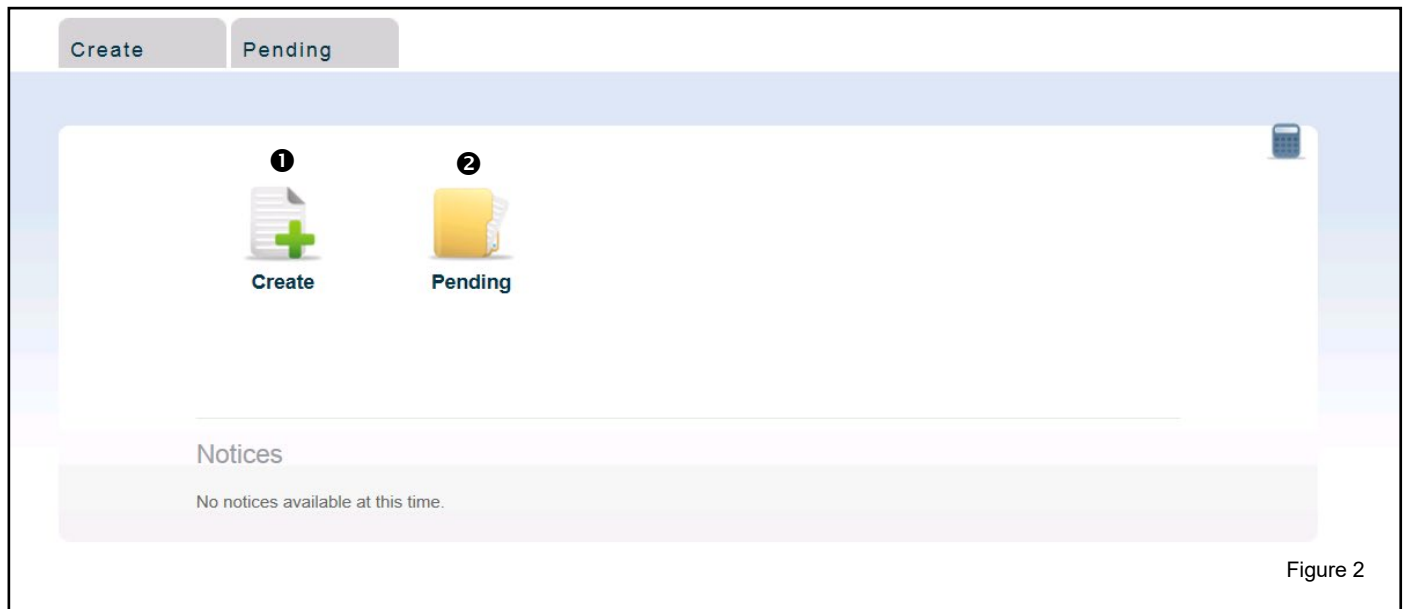 Create Pending
❶ ❷
Create Pending
Notices
No notices available at this time.
Figure 2